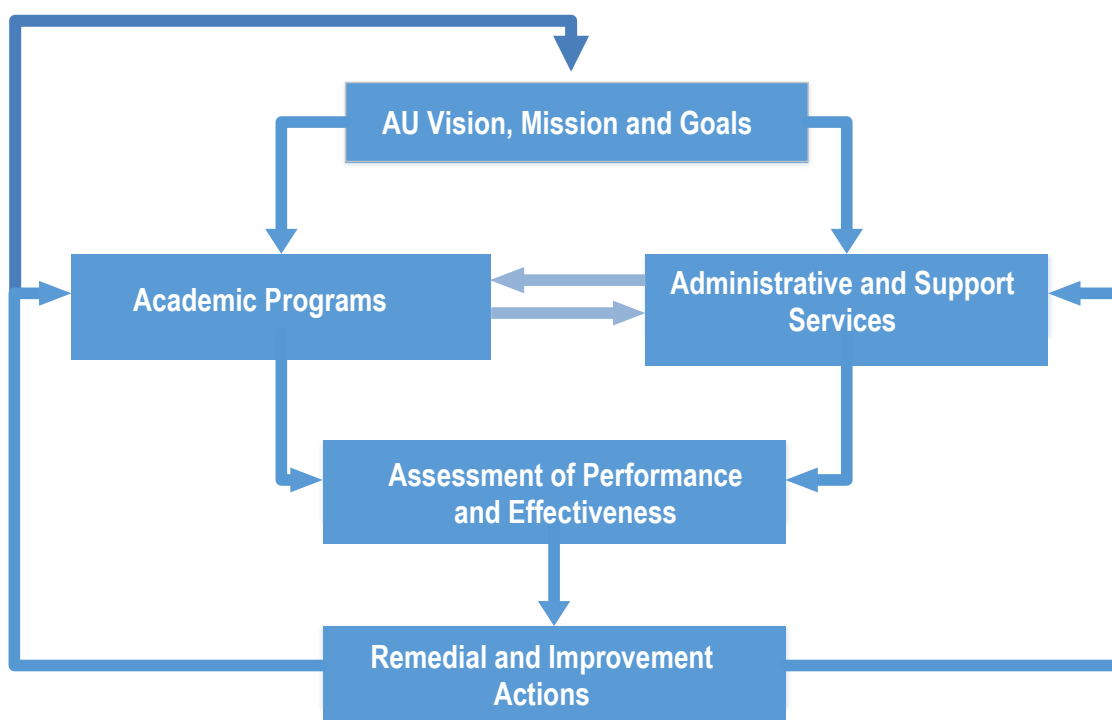 AU Vision, Mission and Goals
Academic Programs
Administrative and Support
Services
Assessment of Performance
and Effectiveness
Remedial and Improvement
Actions